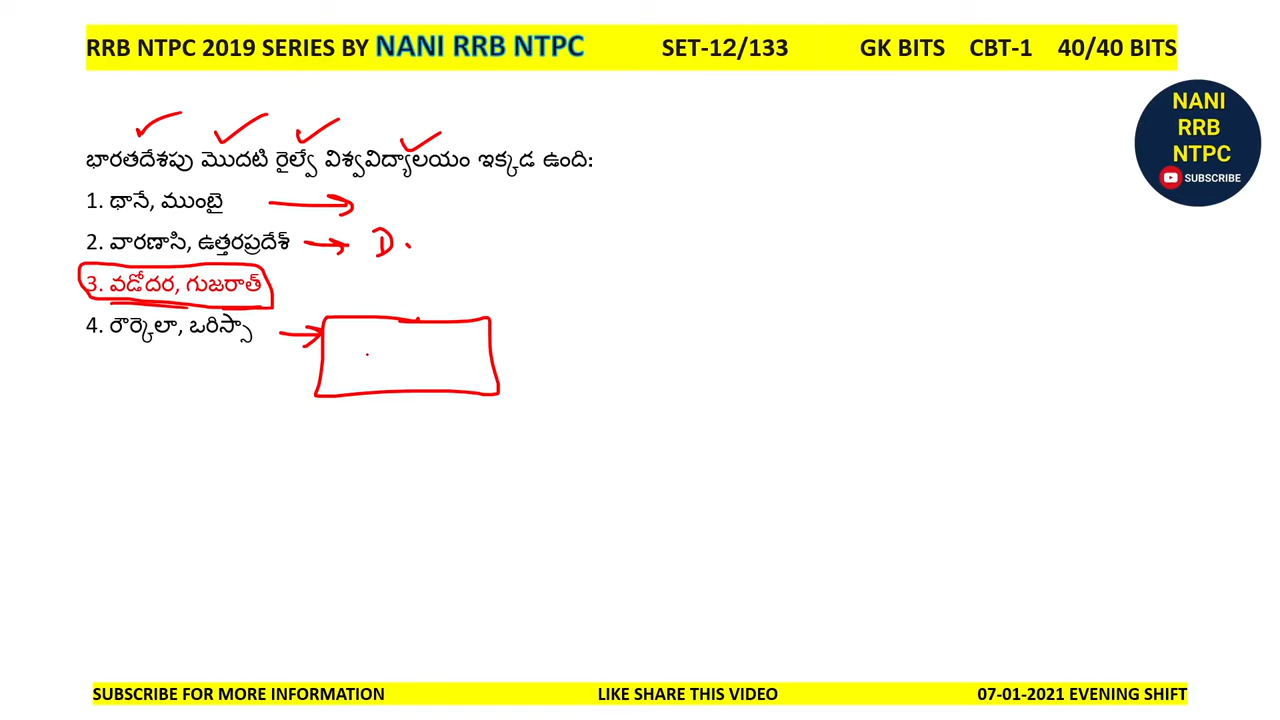 RRB NTPC 2019 SERIES BY NANI RRB NTPC SET-12/133 GK BITS CBT-1 40/40 BITS
NANI
RRB
NTPC
SUBSCRIBE
భారతదేశపు మొదటి రైల్వే విశ్వవిద్యాలయం ఇక్కడ ఉంది:
1. థానే, ముంబై
2. వారణాసి, ఉత్తరప్రదేశ్ D.
3. వడోదర, గుజరాత్
4. రౌర్కెలా, ఒరిస్సా
SUBSCRIBE FOR MORE INFORMATION LIKE SHARE THIS VIDEO 07-01-2021 EVENING SHIFT